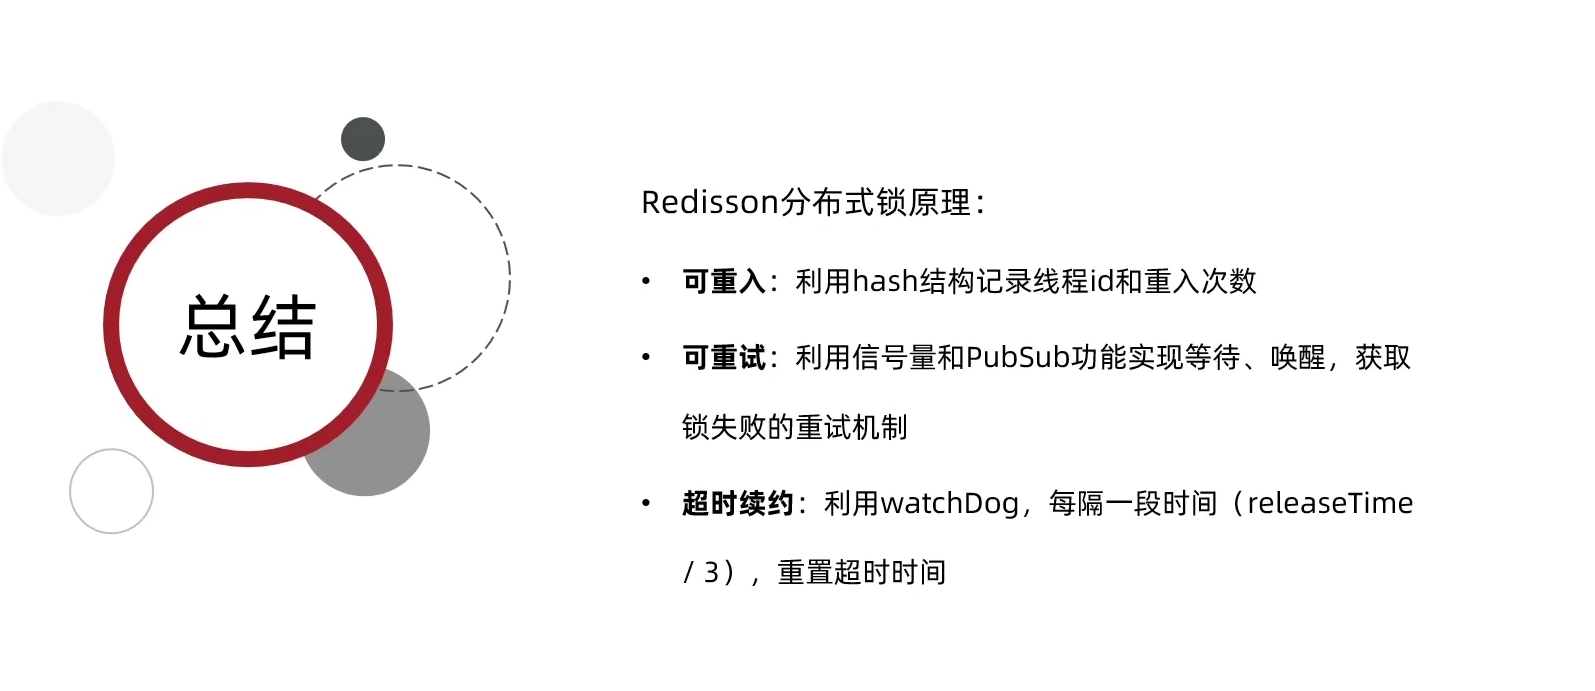 总结
Redisson分布式锁原理：
• 可重入：利用hash结构记录线程id和重入次数
• 可重试：利用信号量和PubSub功能实现等待、唤醒，获取
锁失败的重试机制
• 超时续约：利用watchDog，每隔一段时间（releaseTime
/ 3），重置超时时间